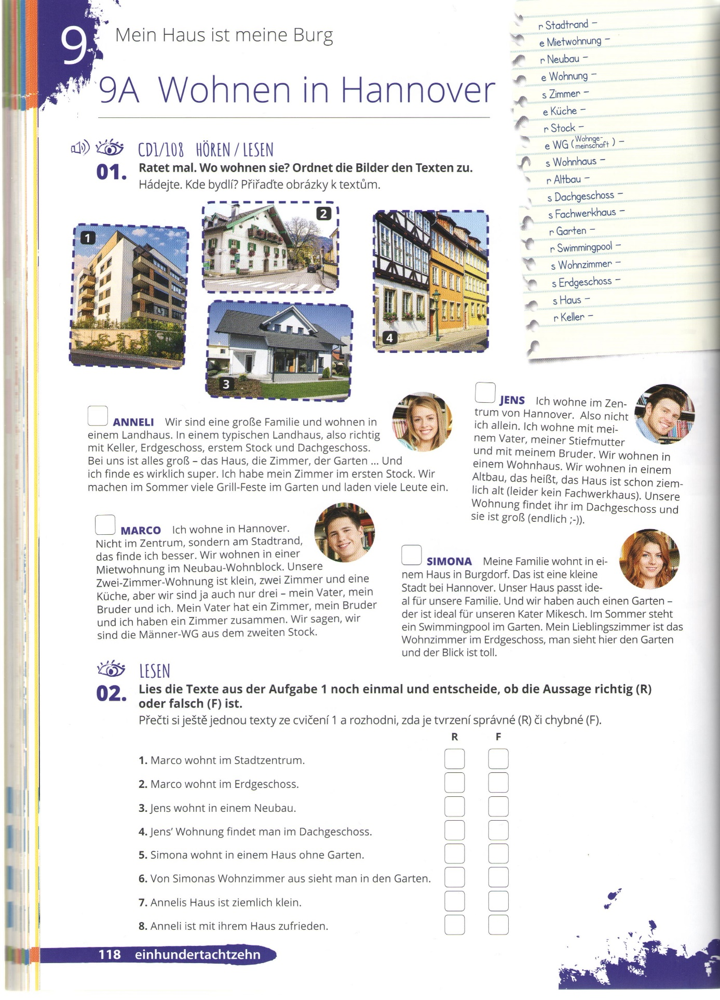 9
Mein Haus ist meine Burg
9A Wohnen in Hannover
r Stadtrand –
e Mietwohnung –
r Neubau –
e Wohnung –
s Zimmer –
e Küche –
r Stock –
e WG (Wohnge-
meinschaft) –
s Wohnhaus –
r Altbau –
s Dachgeschoss –
s Fachwerkhaus –
r Garten –
r Swimmingpool –
s Wohnzimmer –
s Erdgeschoss –
s Haus –
r Keller –
CD1/108 HÖREN / LESEN
01. Ratet mal. Wo wohnen sie? Ordnet die Bilder den Texten zu.
Hádejte. Kde bydlí? Přiřaďte obrázky k textům.
1
2
3
4
ANNELI Wir sind eine große Familie und wohnen in
einem Landhaus. In einem typischen Landhaus, also richtig
mit Keller, Erdgeschoss, erstem Stock und Dachgeschoss.
Bei uns ist alles groß – das Haus, die Zimmer, der Garten ... Und
ich finde es wirklich super. Ich habe mein Zimmer im ersten Stock. Wir
machen im Sommer viele Grill-Feste im Garten und laden viele Leute ein.
JENS Ich wohne im Zen-
trum von Hannover. Also nicht
ich allein. Ich wohne mit mei-
nem Vater, meiner Stiefmutter
und mit meinem Bruder. Wir wohnen in
einem Wohnhaus. Wir wohnen in einem
Altbau, das heißt, das Haus ist schon ziem-
lich alt (leider kein Fachwerkhaus). Unsere
Wohnung findet ihr im Dachgeschoss und
sie ist groß (endlich ;-)).
MARCO Ich wohne in Hannover.
Nicht im Zentrum, sondern am Stadtrand,
das finde ich besser. Wir wohnen in einer
Mietwohnung im Neubau-Wohnblock. Unsere
Zwei-Zimmer-Wohnung ist klein, zwei Zimmer und eine
Küche, aber wir sind ja auch nur drei – mein Vater, mein
Bruder und ich. Mein Vater hat ein Zimmer, mein Bruder
und ich haben ein Zimmer zusammen. Wir sagen, wir
sind die Männer-WG aus dem zweiten Stock.
SIMONA Meine Familie wohnt in ei-
nem Haus in Burgdorf. Das ist eine kleine
Stadt bei Hannover. Unser Haus passt ide-
al für unsere Familie. Und wir haben auch einen Garten –
der ist ideal für unseren Kater Mikesch. Im Sommer steht
ein Swimmingpool im Garten. Mein Lieblingszimmer ist das
Wohnzimmer im Erdgeschoss, man sieht hier den Garten
und der Blick ist toll.
LESEN
02. Lies die Texte aus der Aufgabe 1 noch einmal und entscheide, ob die Aussage richtig (R)
oder falsch (F) ist.
Přečti si ještě jednou texty ze cvičení 1 a rozhodni, zda je tvrzení správné (R) či chybné (F).
R F
1. Marco wohnt im Stadtzentrum.
2. Marco wohnt im Erdgeschoss.
3. Jens wohnt in einem Neubau.
4. Jens’ Wohnung findet man im Dachgeschoss.
5. Simona wohnt in einem Haus ohne Garten.
6. Von Simonas Wohnzimmer aus sieht man in den Garten.
7. Annelis Haus ist ziemlich klein.
8. Anneli ist mit ihrem Haus zufrieden.
118 einhundertachtzehn